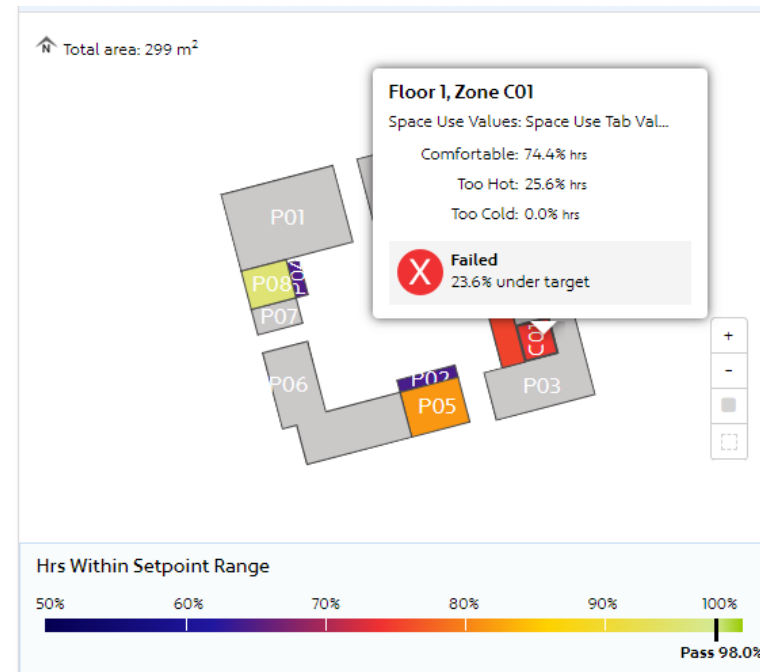 N Total area: 299 m²
Floor 1, Zone C01
Space Use Values: Space Use Tab Val...
Comfortable: 74.4% hrs
Too Hot: 25.6% hrs
Too Cold: 0.0% hrs
X Failed
23.6% under target
P01
P08
P07
P06
P02
P05
C01
P03
+
-
Hrs Within Setpoint Range
50% 60% 70% 80% 90% 100%
Pass 98.0%